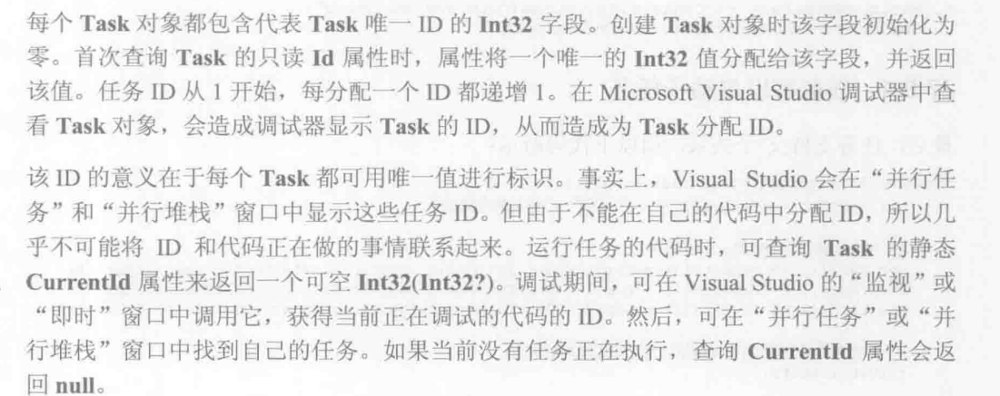 每个 Task 对象都包含代表 Task 唯一 ID 的 Int32 字段。创建 Task 对象时该字段初始化为
零。首次查询 Task 的只读 Id 属性时，属性将一个唯一的 Int32 值分配给该字段，并返回
该值。任务 ID 从 1 开始，每分配一个 ID 都递增 1。在 Microsoft Visual Studio 调试器中查
看 Task 对象，会造成调试器显示 Task 的 ID，从而造成为 Task 分配 ID。
该 ID 的意义在于每个 Task 都可用唯一值进行标识。事实上，Visual Studio 会在“并行任
务”和“并行堆栈”窗口中显示这些任务 ID。但由于不能在自己的代码中分配 ID，所以几
乎不可能将 ID 和代码正在做的事情联系起来。运行任务的代码时，可查询 Task 的静态
CurrentId 属性来返回一个可空 Int32(Int32?)。调试期间，可在 Visual Studio 的“监视”或
“即时”窗口中调用它，获得当前正在调试的代码的 ID。然后，可在“并行任务”或“并
行堆栈”窗口中找到自己的任务。如果当前没有任务正在执行，查询 CurrentId 属性会返
回 null。